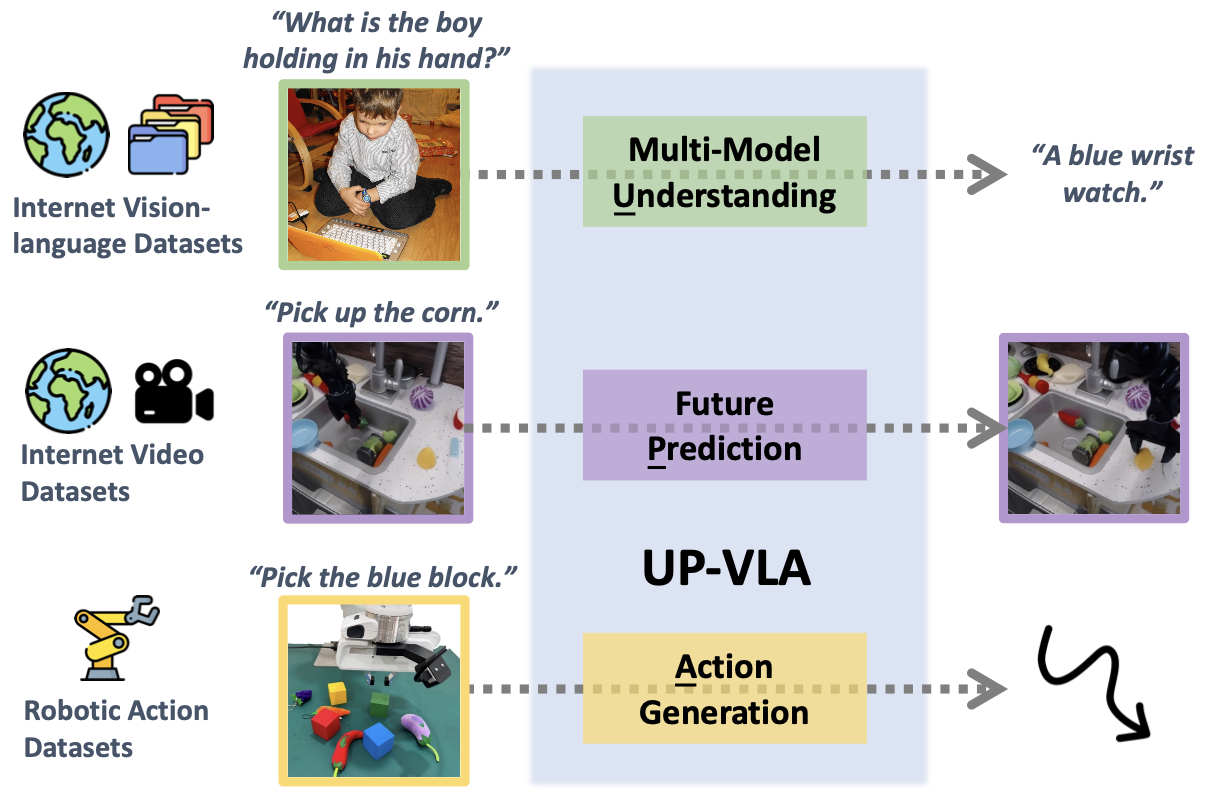 “What is the boy
holding in his hand?”
Internet Vision-
language Datasets
Multi-Model
Understanding
“A blue wrist
watch.”
“Pick up the corn.”
Internet Video
Datasets
Future
Prediction
UP-VLA
“Pick the blue block.”
Robotic Action
Datasets
Action
Generation